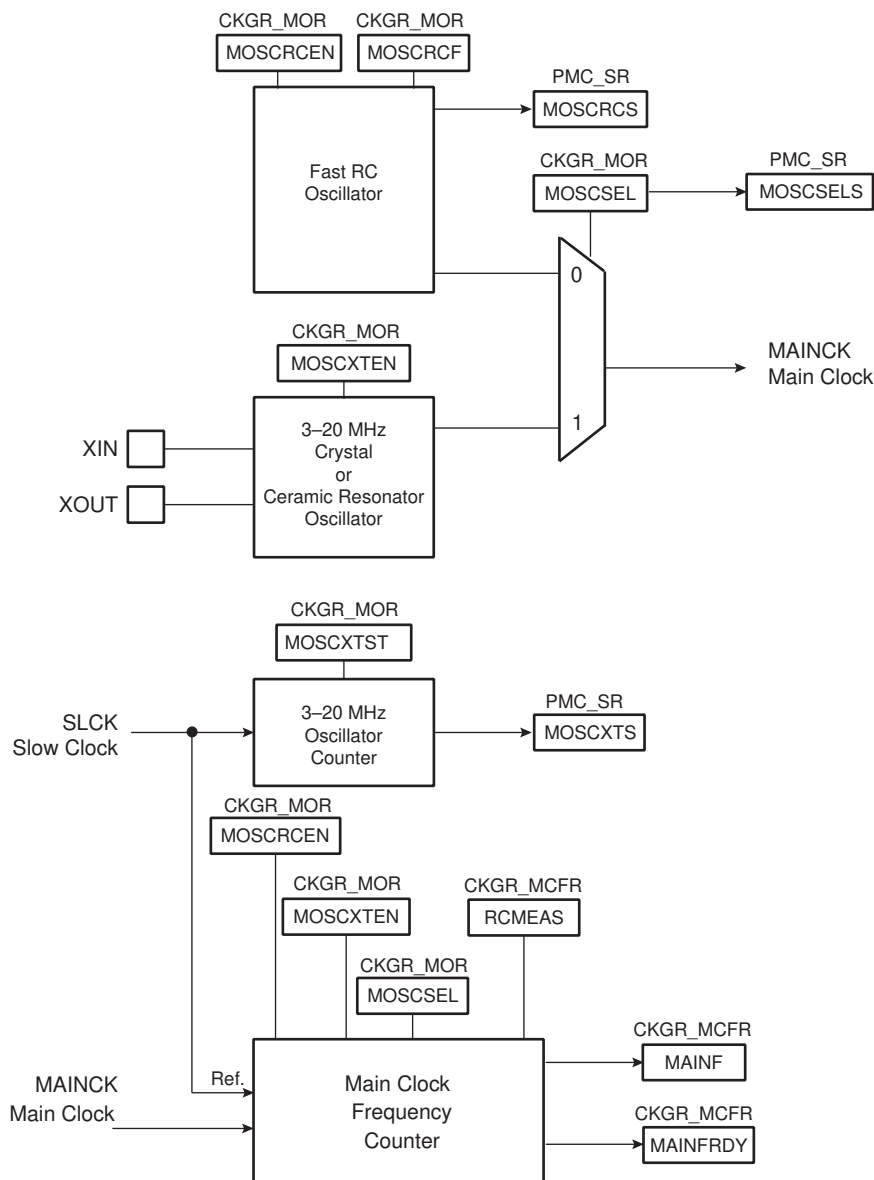 CKGR_MOR CKGR_MOR
MOSCRCEN MOSCRCF
PMC_SR
MOSCRCS
Fast RC
Oscillator
CKGR_MOR PMC_SR
MOSCSEL MOSCSELS
0
MAINCK
Main Clock
1
CKGR_MOR
MOSCXTEN
3–20 MHz
Crystal
or
Ceramic Resonator
Oscillator
XIN
XOUT
CKGR_MOR
MOSCXTST
SLCK
Slow Clock
3–20 MHz
Oscillator
Counter
PMC_SR
MOSCXTS
CKGR_MOR
MOSCRCEN
CKGR_MOR
MOSCXTEN
CKGR_MCFR
RCMEAS
CKGR_MOR
MOSCSEL
MAINCK
Main Clock
Ref.
Main Clock
Frequency
Counter
CKGR_MCFR
MAINF
CKGR_MCFR
MAINFRDY